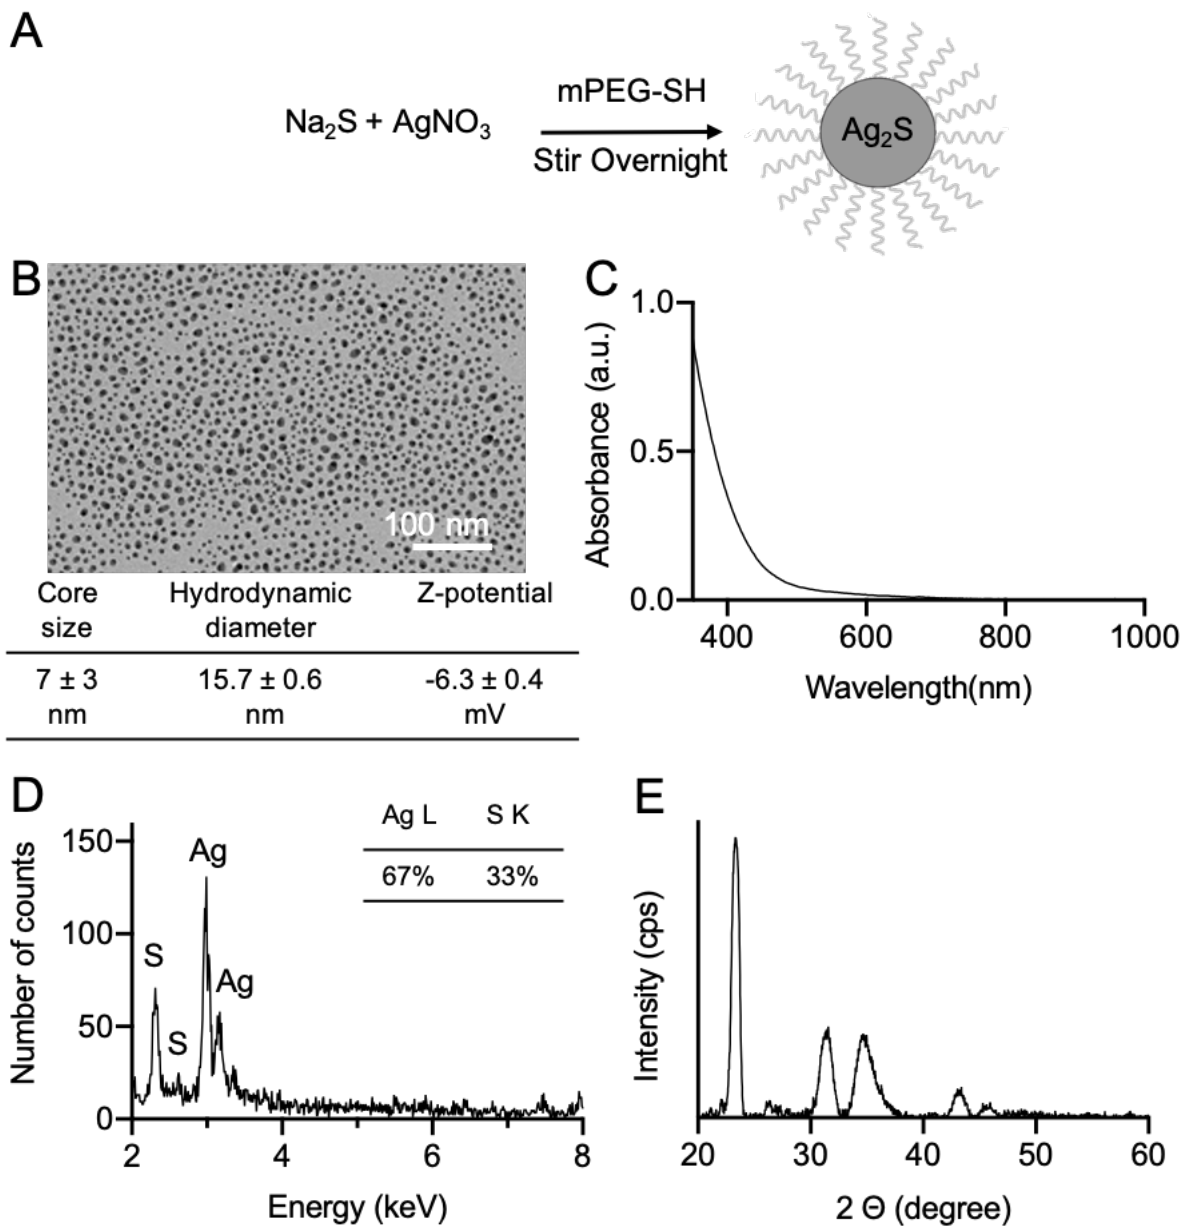 A
Na₂S + AgNO₃
mPEG-SH
Stir Overnight
Ag₂S
B
100 nm
Core size
Hydrodynamic diameter
Z-potential
7 ± 3 nm
15.7 ± 0.6 nm
-6.3 ± 0.4 mV
C
Absorbance (a.u.)
1.0
0.5
0.0
400 600 800 1000
Wavelength(nm)
D
Number of counts
150
100
50
0
S
S
Ag
Ag
Ag L S K
67% 33%
2 4 6 8
Energy (keV)
E
Intensity (cps)
20 30 40 50 60
2 Θ (degree)